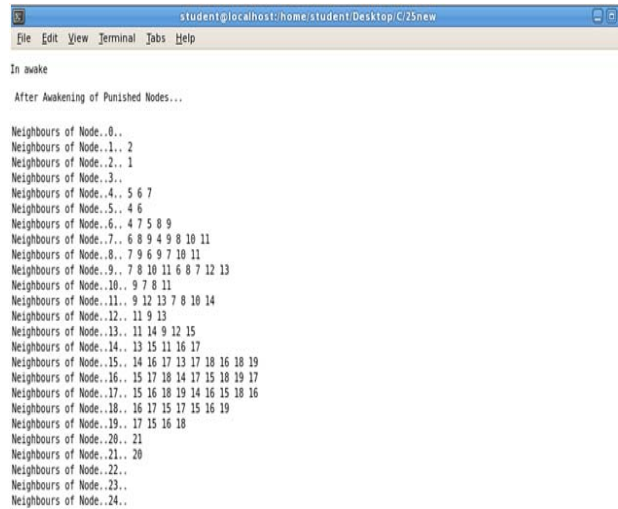 student@localhost:/home/student/Desktop/C/25new
File Edit View Terminal Tabs Help
In awake
After Awakening of Punished Nodes...
Neighbours of Node..0..
Neighbours of Node..1.. 2
Neighbours of Node..2.. 1
Neighbours of Node..3..
Neighbours of Node..4.. 5 6 7
Neighbours of Node..5.. 4 6
Neighbours of Node..6.. 4 7 5 8 9
Neighbours of Node..7.. 6 8 9 4 9 8 10 11
Neighbours of Node..8.. 7 9 6 9 7 10 11
Neighbours of Node..9.. 7 8 10 11 6 8 7 12 13
Neighbours of Node..10.. 9 7 8 11
Neighbours of Node..11.. 9 12 13 7 8 10 14
Neighbours of Node..12.. 11 9 13
Neighbours of Node..13.. 11 14 9 12 15
Neighbours of Node..14.. 13 15 11 16 17
Neighbours of Node..15.. 14 16 17 13 17 18 16 18 19
Neighbours of Node..16.. 15 17 18 14 17 15 18 19 17
Neighbours of Node..17.. 15 16 18 19 14 16 15 18 16
Neighbours of Node..18.. 16 17 15 17 15 16 19
Neighbours of Node..19.. 17 15 16 18
Neighbours of Node..20.. 21
Neighbours of Node..21.. 20
Neighbours of Node..22..
Neighbours of Node..23..
Neighbours of Node..24..